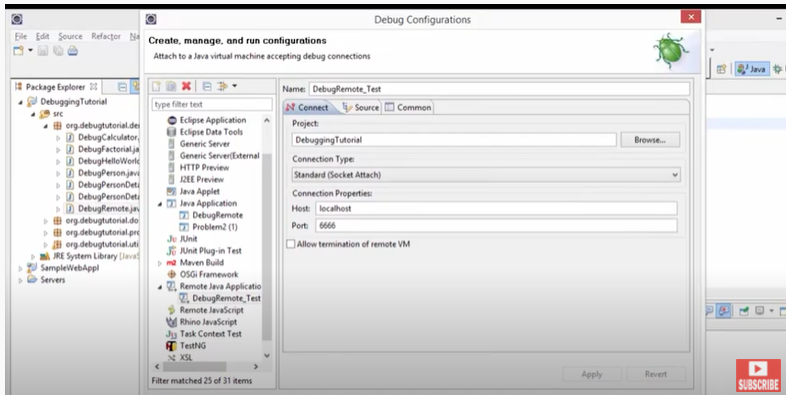 Debug Configurations
File Edit Source Refactor Na
Create, manage, and run configurations
Attach to a Java virtual machine accepting debug connections
Java
Package Explorer
DebuggingTutorial
src
org.debugtutorial.de
DebugCalculator.
DebugFactorial.ja
DebugHelloWorld
DebugPerson.java
DebugPersonDeta
DebugPersonDeta
DebugRemote.jav
org.debugtutorial.do
org.debugtutorial.pro
org.debugtutorial.uti
JRE System Library [JavaS
SampleWebAppl
Servers
type filter text
Eclipse Application
Eclipse Data Tools
Generic Server
Generic Server(External
HTTP Preview
J2EE Preview
Java Applet
Java Application
DebugRemote
Problem2 (1)
JUnit
JUnit Plug-in Test
Maven Build
OSGi Framework
Remote Java Applicatio
DebugRemote_Test
Remote JavaScript
Rhino JavaScript
Task Context Test
TestNG
XSL
Filter matched 25 of 31 items
Name: DebugRemote_Test
Connect Source Common
Project:
DebuggingTutorial Browse...
Connection Type:
Standard (Socket Attach)
Connection Properties:
Host: localhost
Port: 6666
Allow termination of remote VM
Apply Revert
SUBSCRIBE